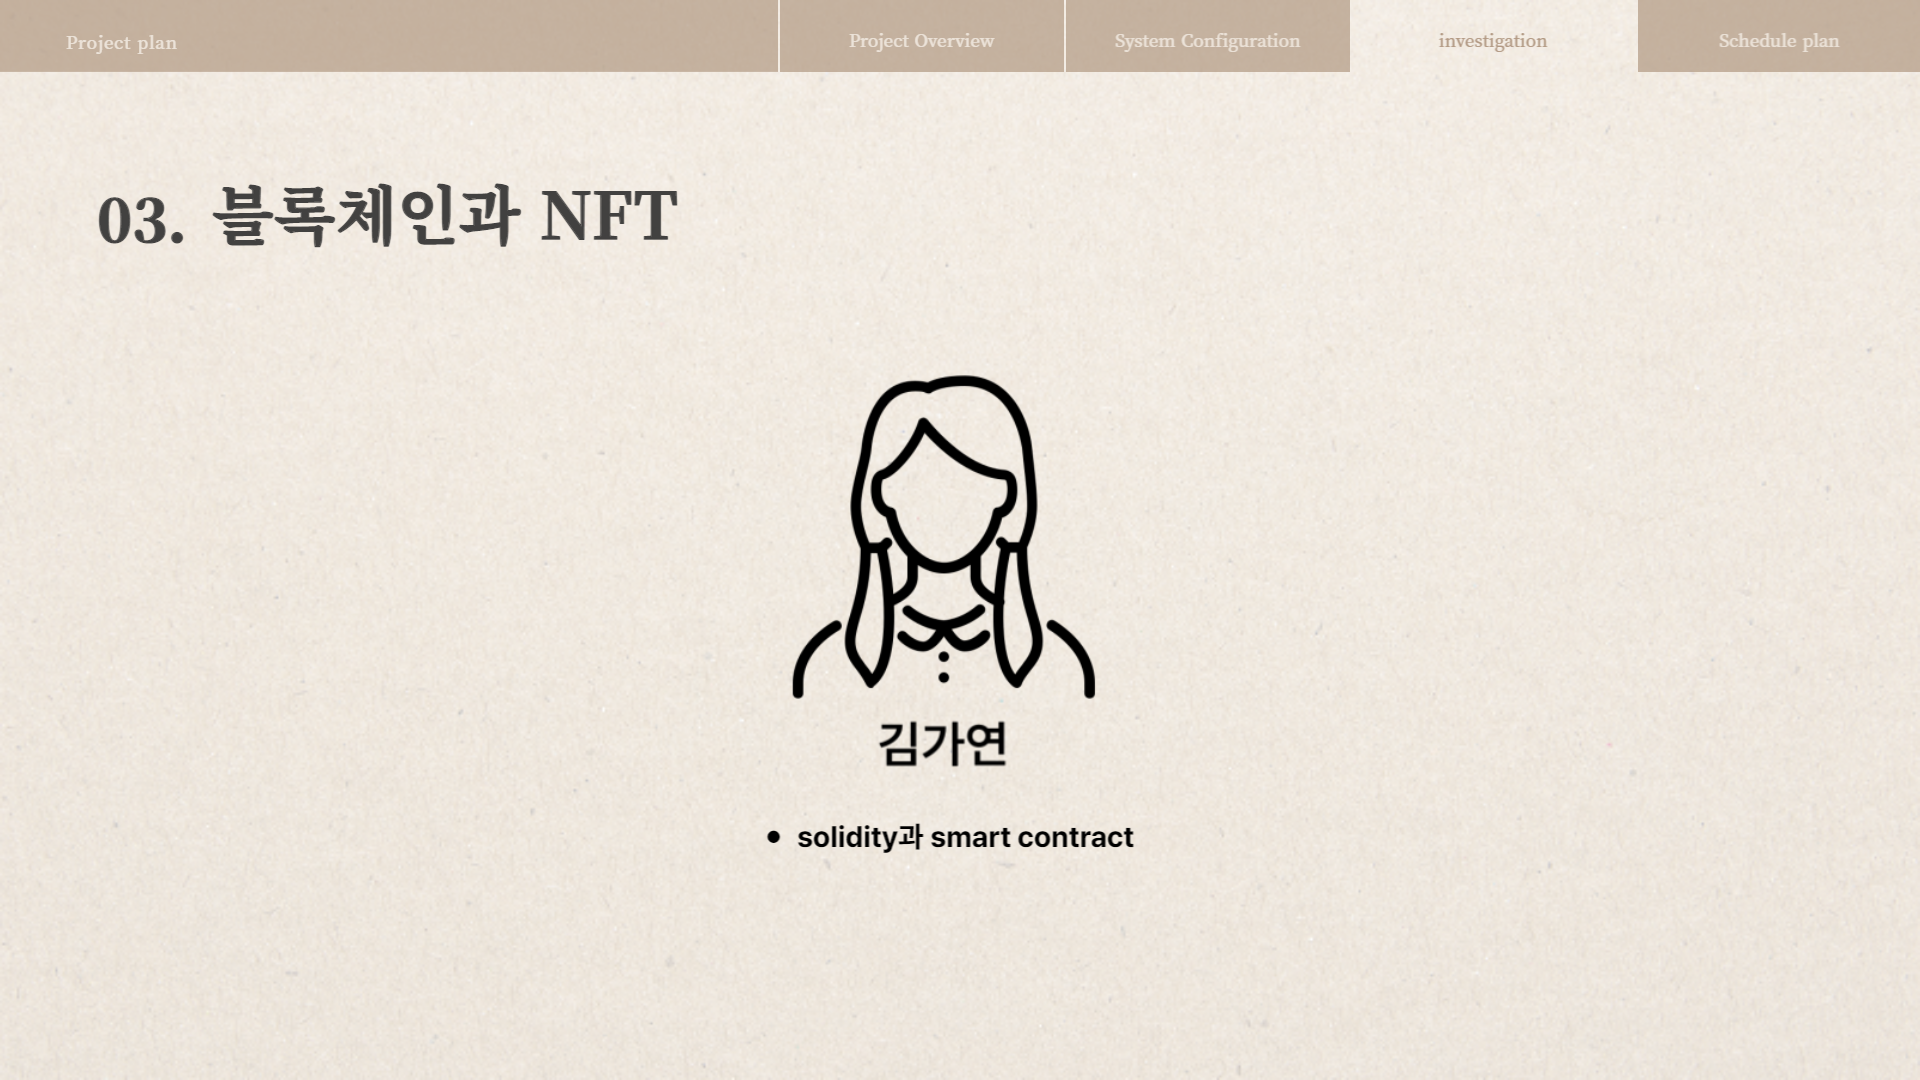 Project plan
Project Overview
System Configuration
investigation
Schedule plan
03. 블록체인과 NFT
김가연
• solidity과 smart contract